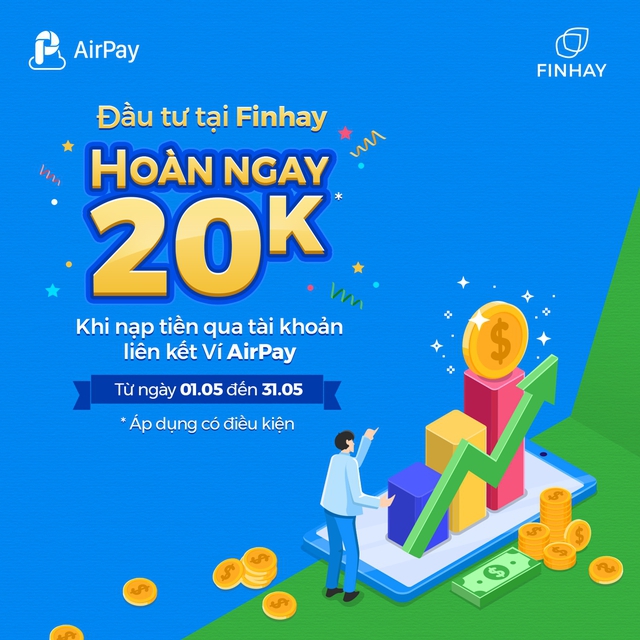 AirPay
FINHAY
Đầu tư tại Finhay
HOÀN NGAY
20K*
Khi nạp tiền qua tài khoản
liên kết Ví AirPay
Từ ngày 01.05 đến 31.05
* Áp dụng có điều kiện